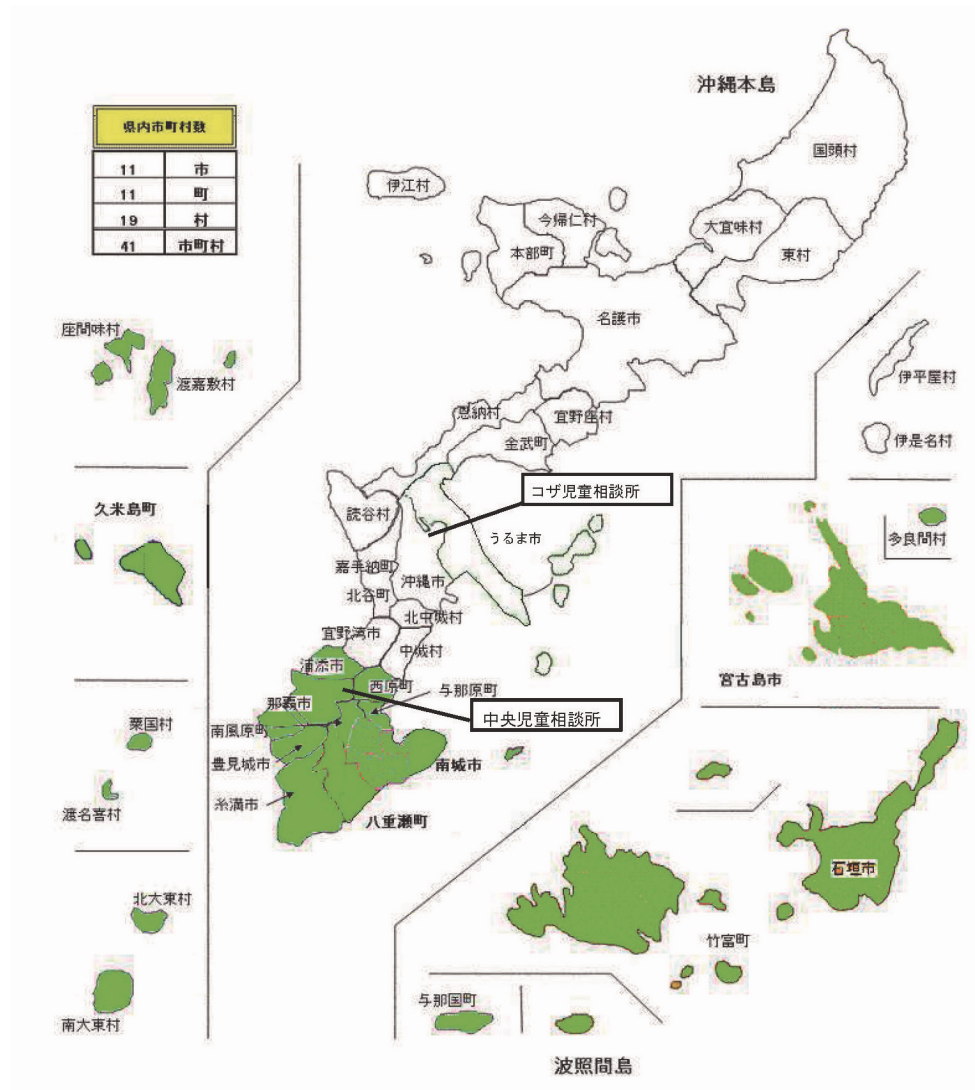 沖縄本島
県内市町村数
11 市
11 町
19 村
41 市町村
国頭村
伊江村
今帰仁村
大宜味村
本部町
東村
名護市
座間味村
渡嘉敷村
伊平屋村
恩納村
宜野座村
金武町
伊是名村
コザ児童相談所
久米島町
読谷村
うるま市
多良間村
嘉手納町
沖縄市
北谷町
北中城村
宜野湾市
中城村
浦添市
西原町
与那原町
宮古島市
那覇市
粟国村
南風原町
中央児童相談所
豊見城市
南城市
渡名喜村
糸満市
八重瀬町
石垣市
北大東村
竹富町
与那国町
南大東村
波照間島